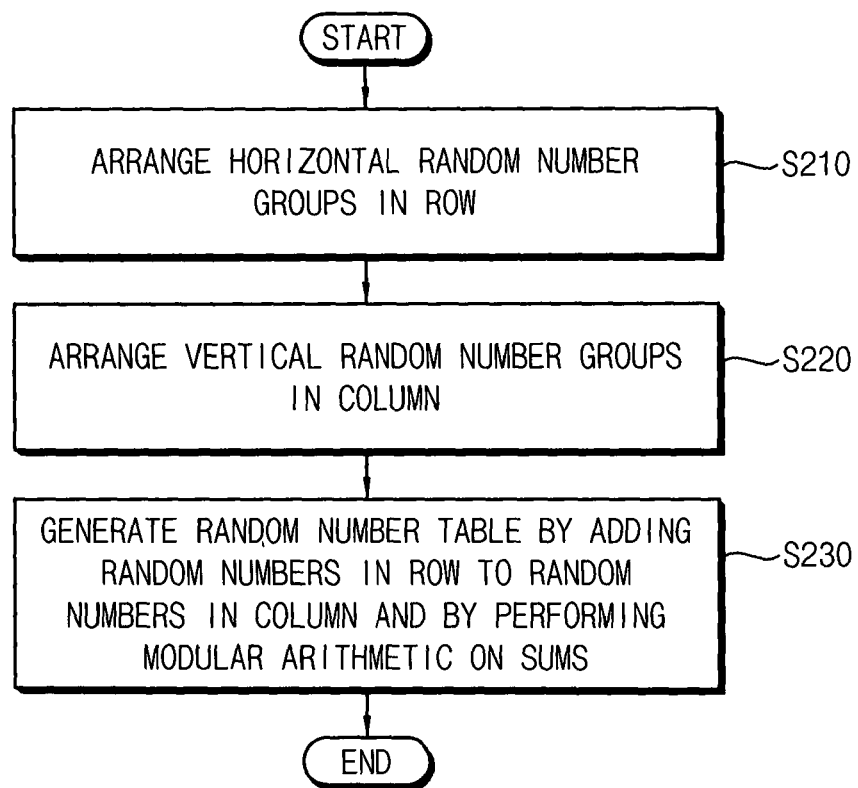 START
ARRANGE HORIZONTAL RANDOM NUMBER
GROUPS IN ROW
S210
ARRANGE VERTICAL RANDOM NUMBER GROUPS
IN COLUMN
S220
GENERATE RANDOM NUMBER TABLE BY ADDING
RANDOM NUMBERS IN ROW TO RANDOM
NUMBERS IN COLUMN AND BY PERFORMING
MODULAR ARITHMETIC ON SUMS
S230
END